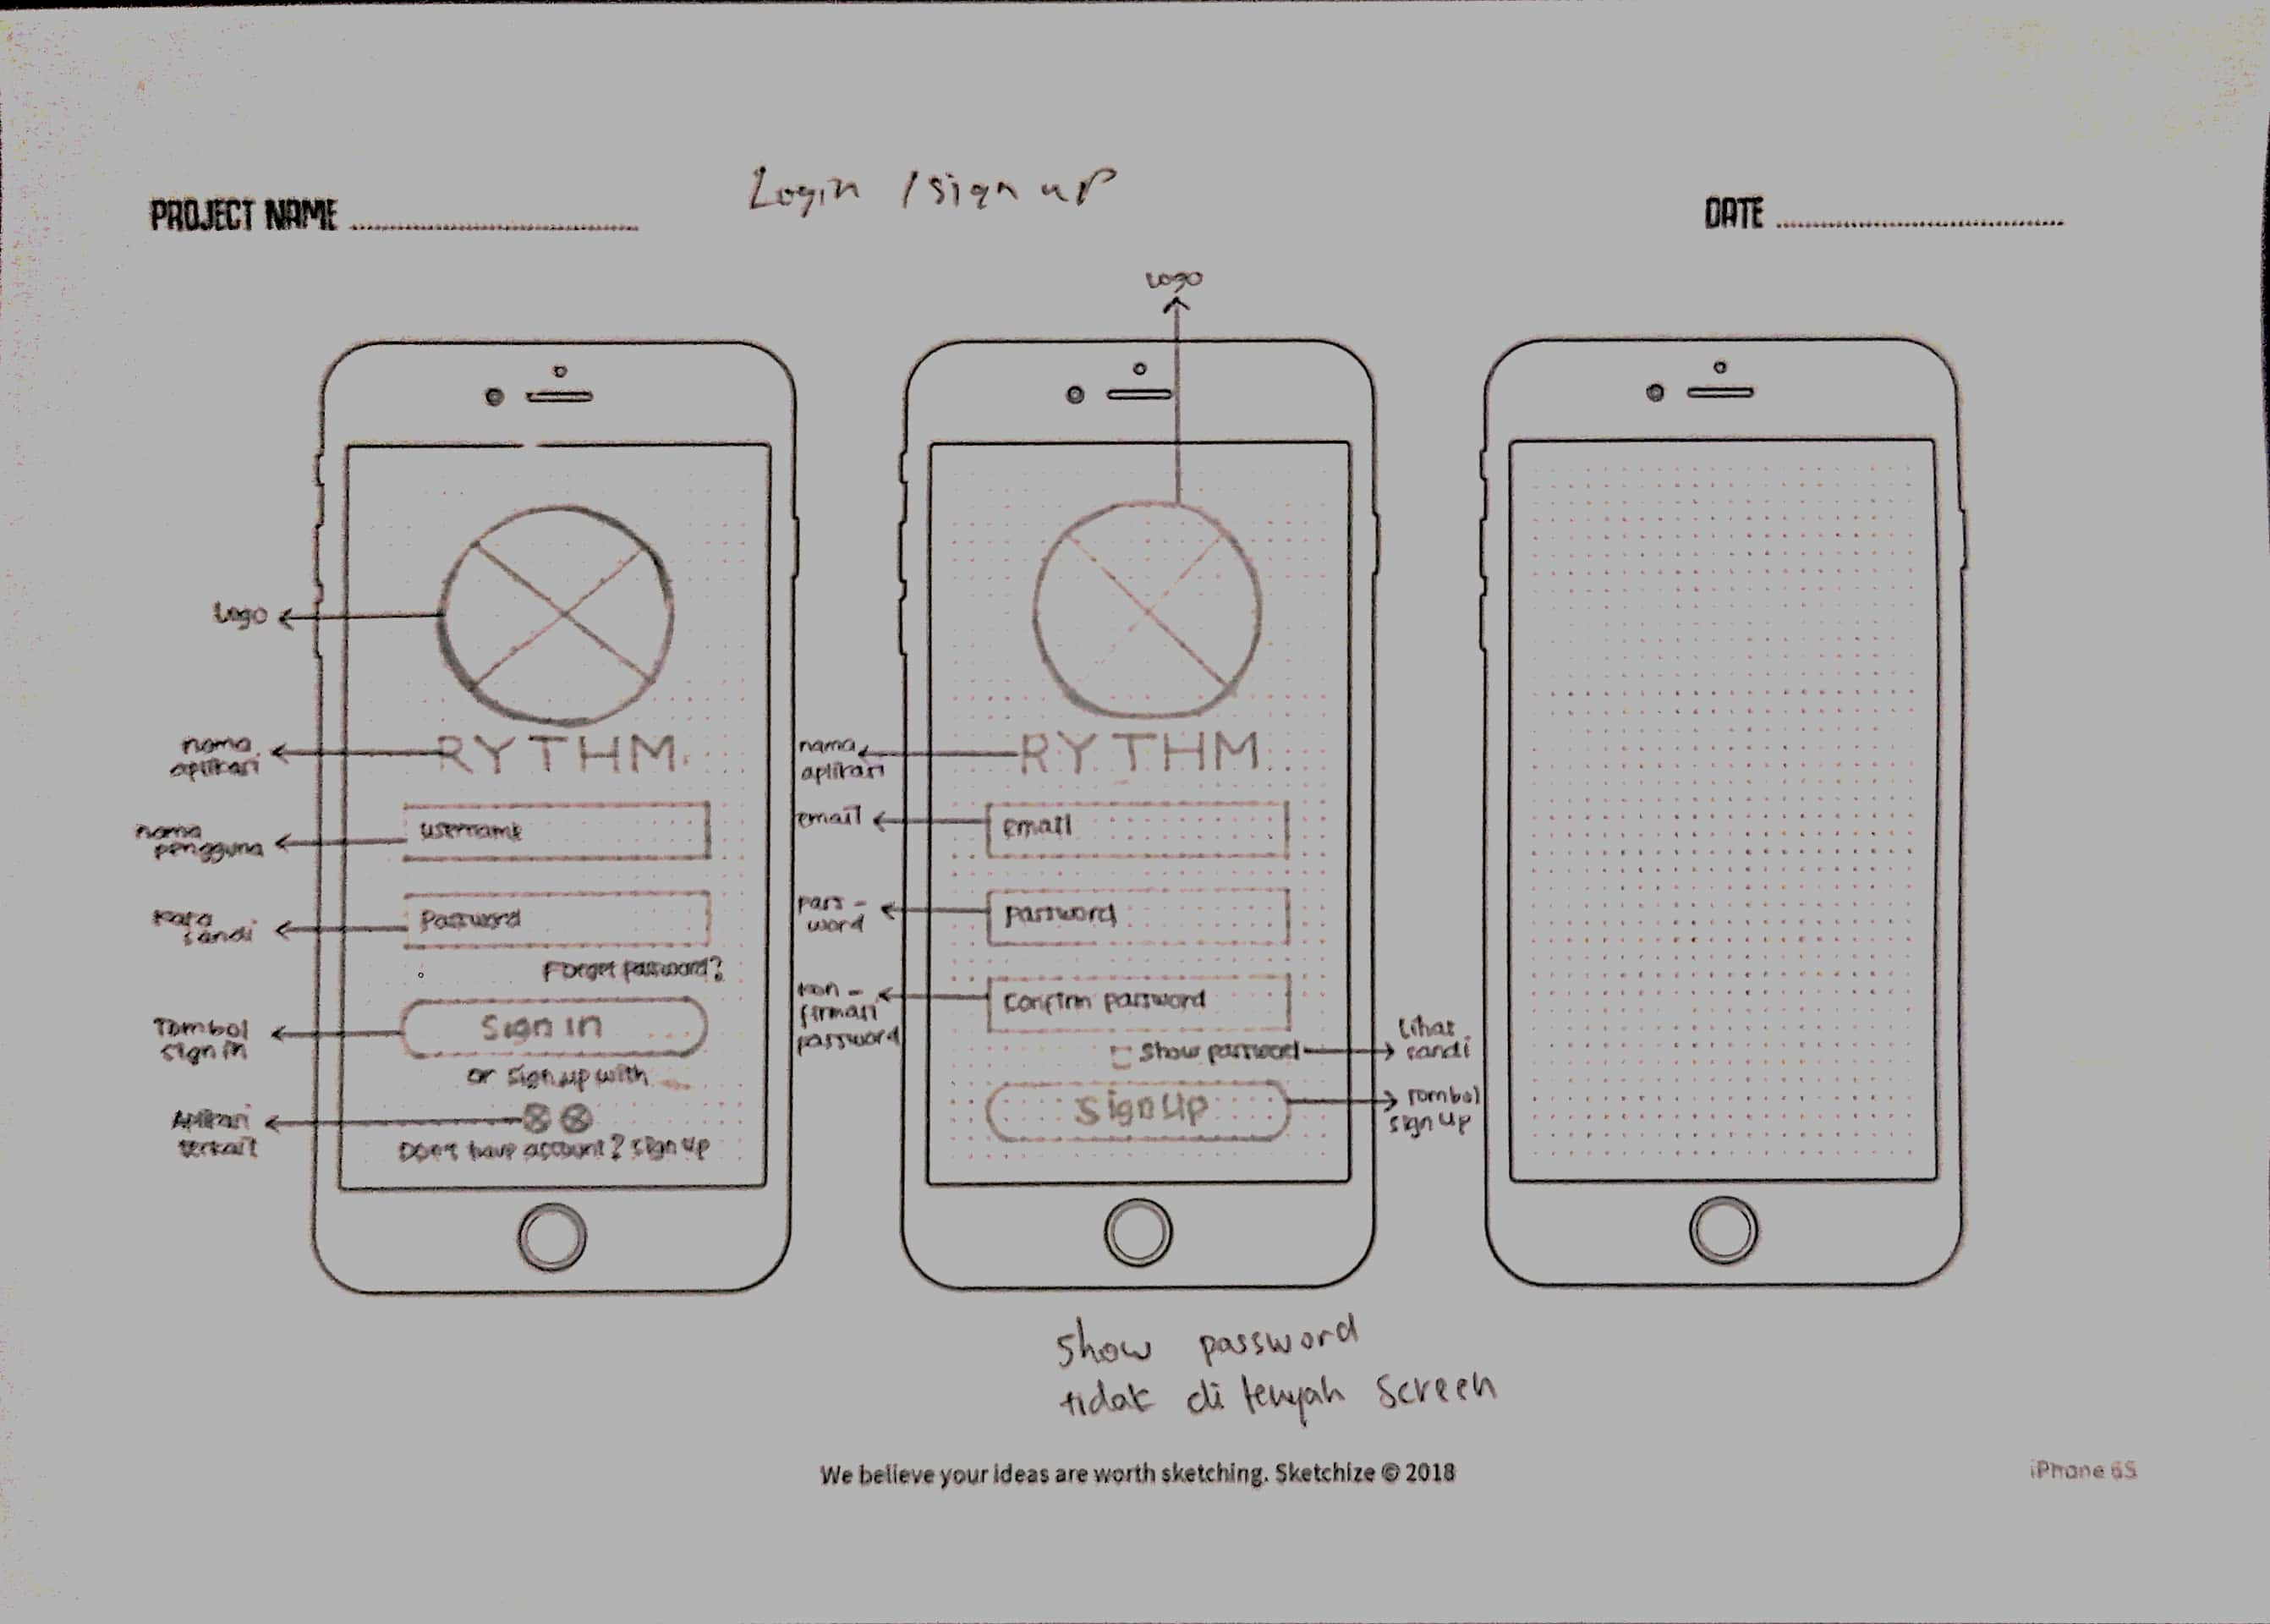 PROJECT NAME
Login / sign up
DATE
Logo
Logo
nama
aplikasi
nama
pengguna
kata
sandi
Tombol
sign in
Aplikasi
terkait
RYTHM
username
Password
Forget password?
Sign in
or sign up with
Don't have account? sign up
nama
aplikasi
email
pass-
word
kon-
firmasi
password
RYTHM
email
password
Confirm password
Show password
Sign Up
Lihat
sandi
Tombol
sign up
Show password
tidak di tengah screen
We believe your ideas are worth sketching. Sketchize © 2018
iPhone 6S